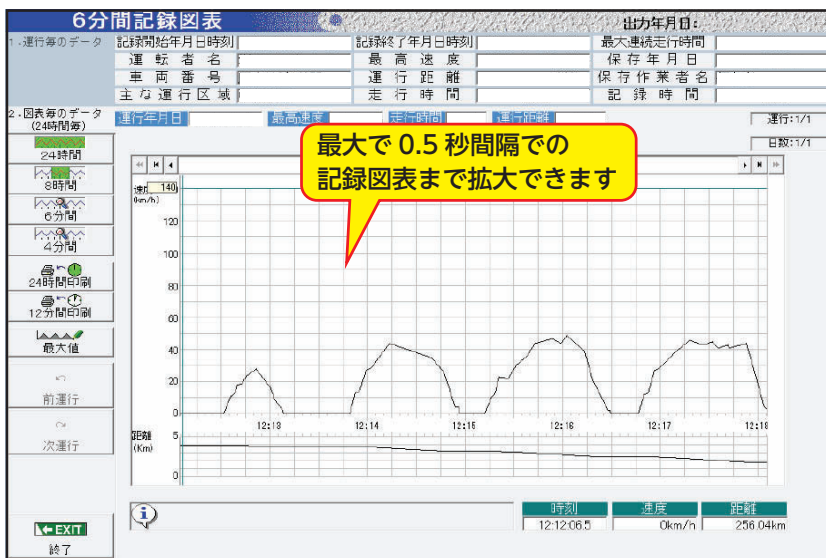 6分間記録図表
出力年月日:
1.運行毎のデータ
記録開始年月日時刻
記録終了年月日時刻
最大連続走行時間
運転者名
最高速度
保存年月日
車両番号
運行距離
保存作業者名
主な運行区域
走行時間
記録時間
2.図表毎のデータ
(24時間毎)
運行年月日
最高速度
走行時間
運行距離
運行:1/1
日数:1/1
最大で 0.5 秒間隔での
記録図表まで拡大できます
24時間
8時間
6分間
4分間
24時間印刷
12分間印刷
最大値
前運行
次運行
EXIT
終了
速度
(km/h)
140
120
100
80
60
40
20
0
12:13
12:14
12:15
12:16
12:17
12:18
距離
(Km)
5
0
時刻
速度
距離
12:12:06.5
0km/h
256.04km